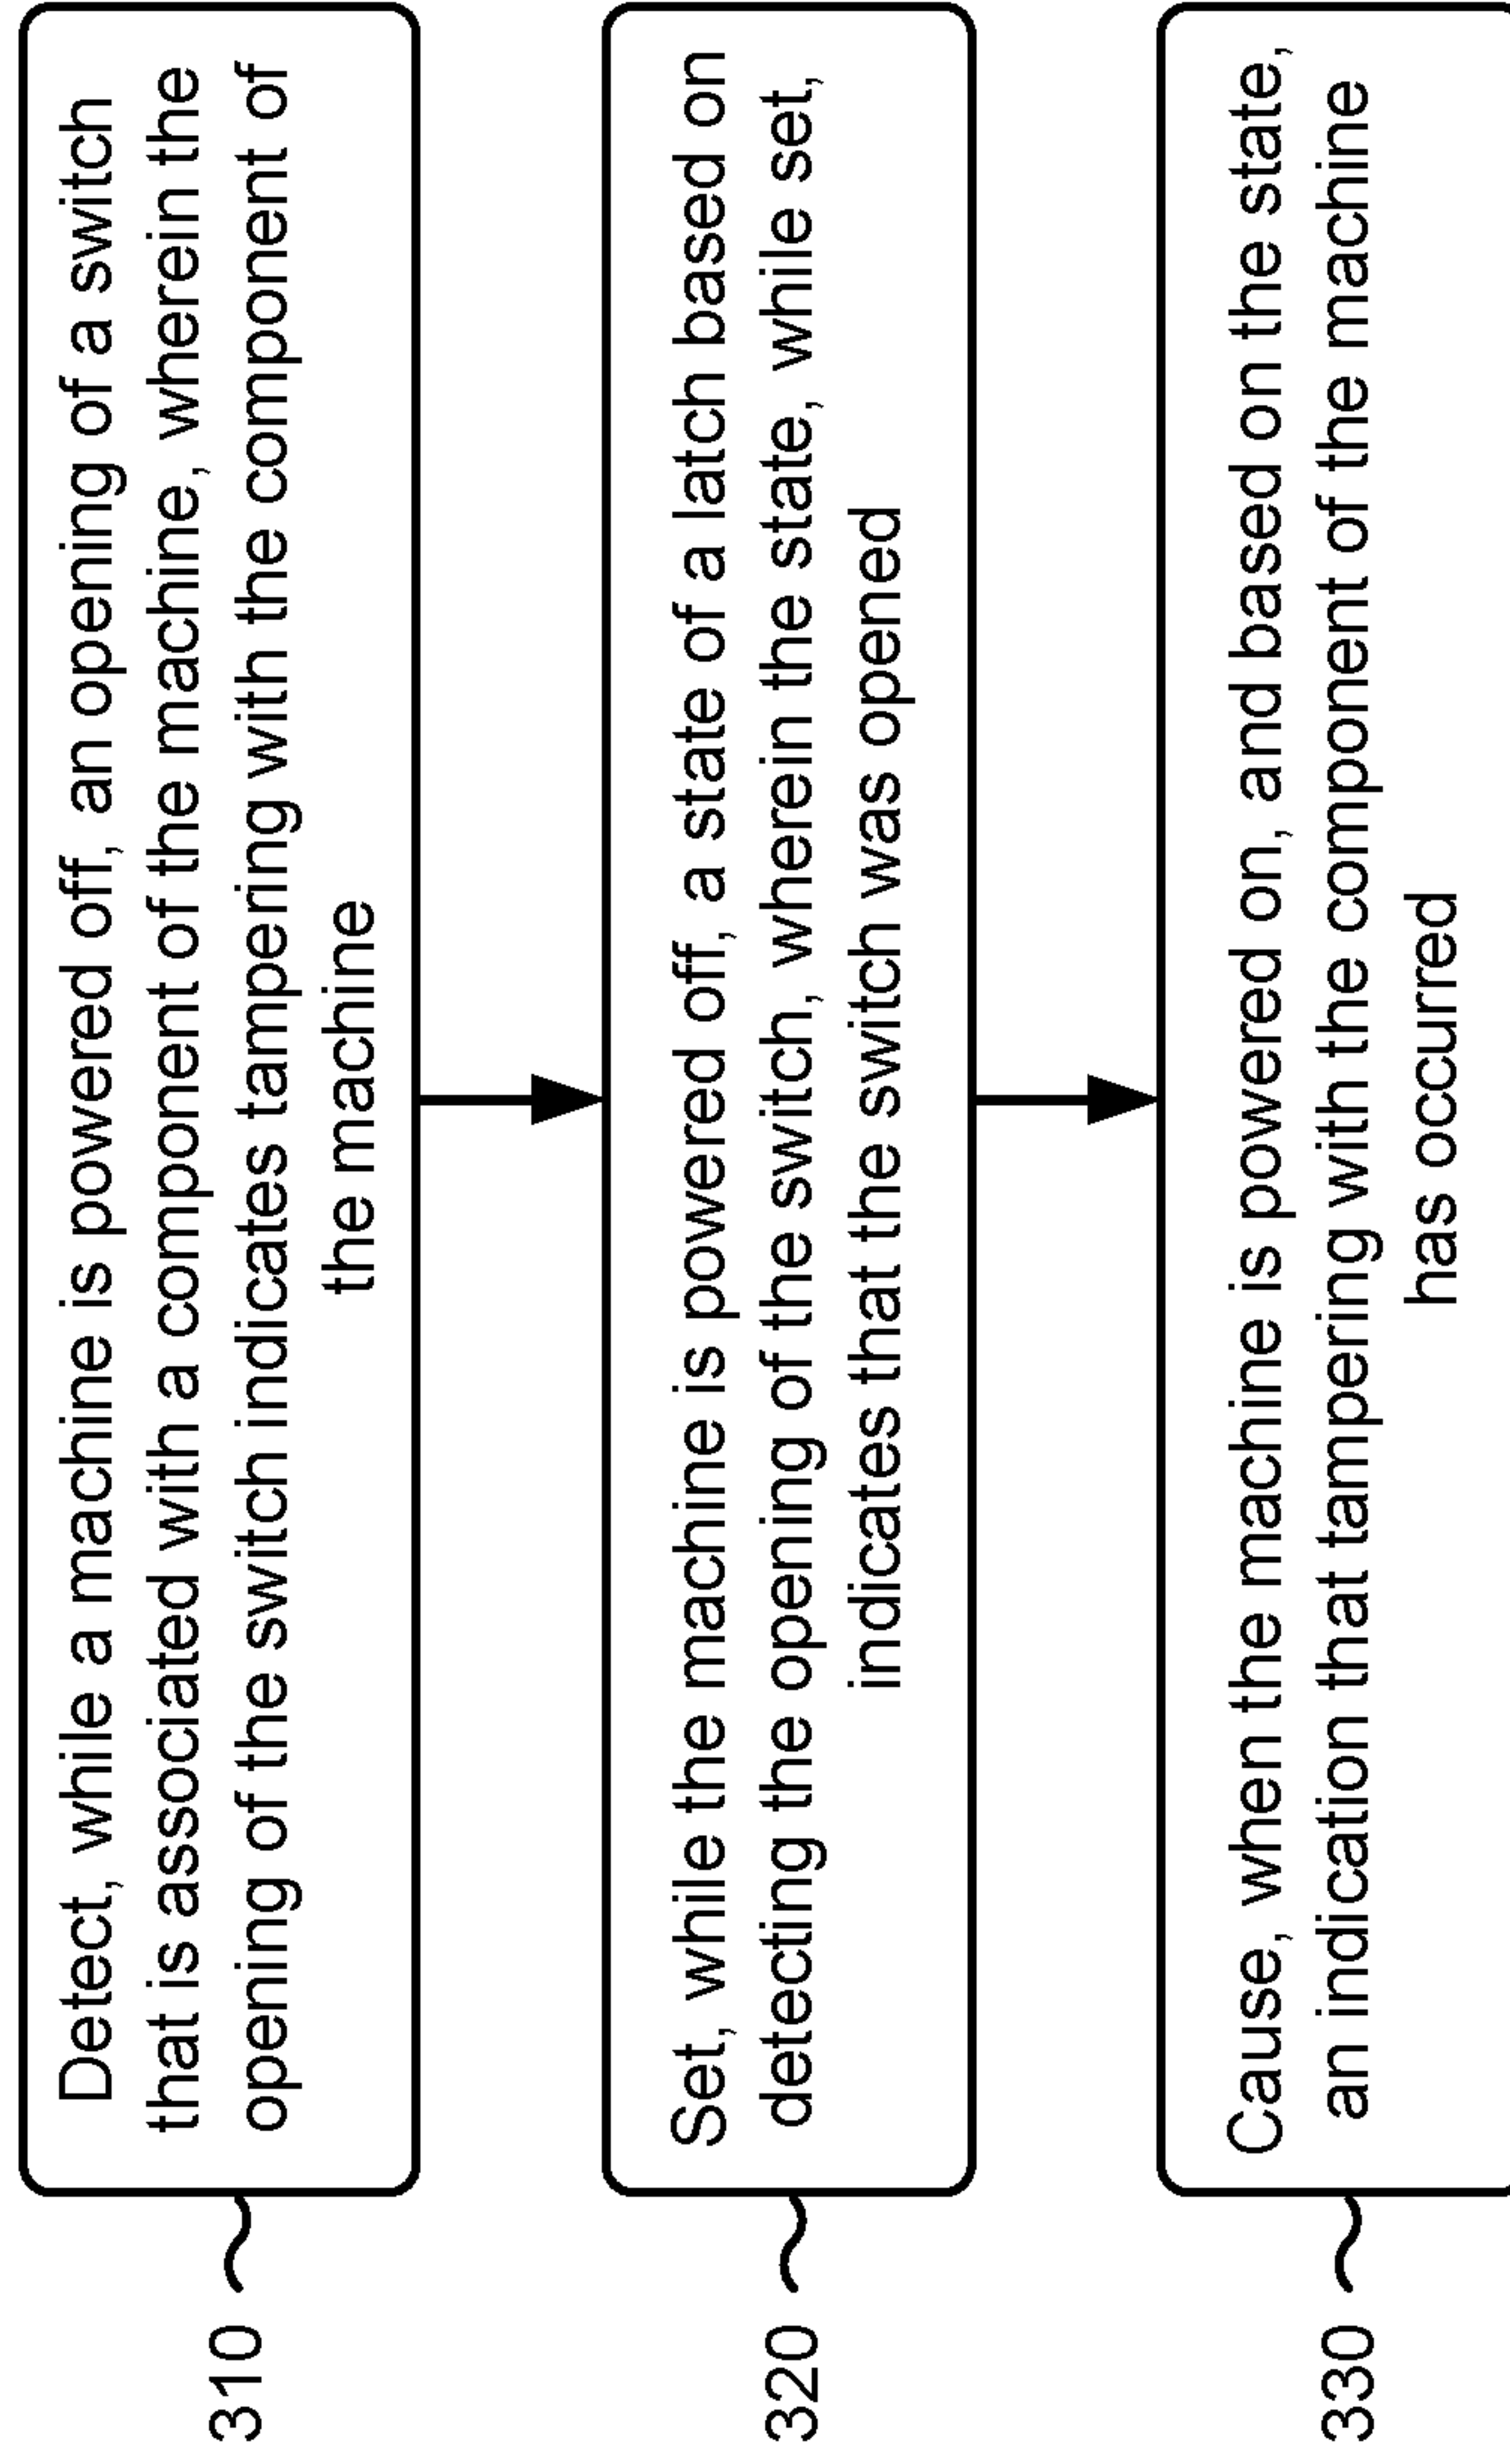 310
Detect, while a machine is powered off, an opening of a switch
that is associated with a component of the machine, wherein the
opening of the switch indicates tampering with the component of
the machine
320
Set, while the machine is powered off, a state of a latch based on
detecting the opening of the switch, wherein the state, while set,
indicates that the switch was opened
330
Cause, when the machine is powered on, and based on the state,
an indication that tampering with the component of the machine
has occurred